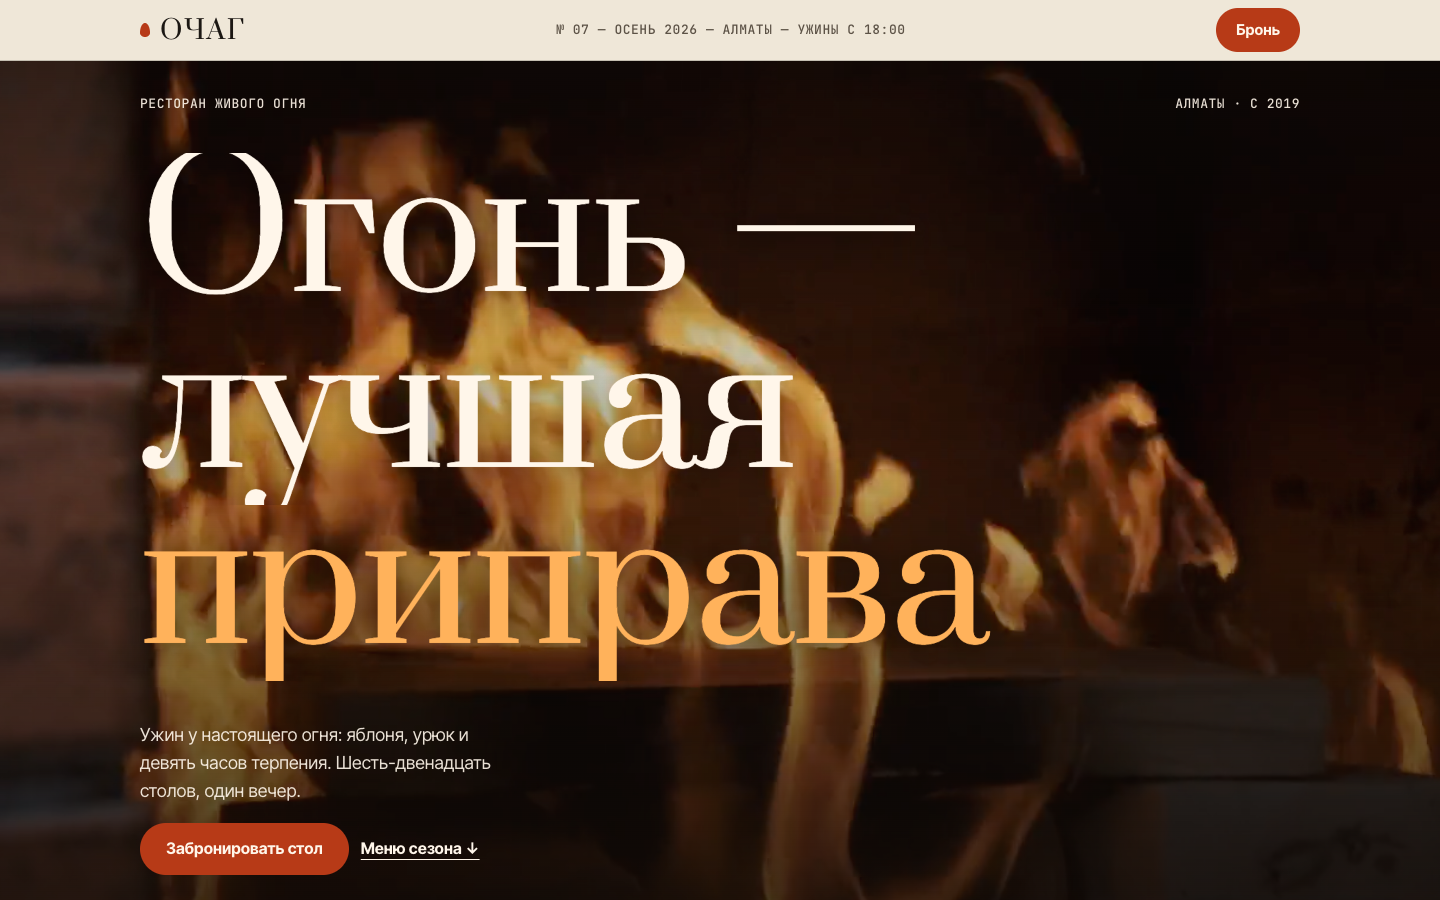 ОЧАГ
№ 07 — ОСЕНЬ 2026 — АЛМАТЫ — УЖИНЫ С 18:00
Бронь
РЕСТОРАН ЖИВОГО ОГНЯ
АЛМАТЫ · С 2019
Огонь —
лучшая
приправа
Ужин у настоящего огня: яблоня, урюк и
девять часов терпения. Шесть-двенадцать
столов, один вечер.
Забронировать стол
Меню сезона ↓